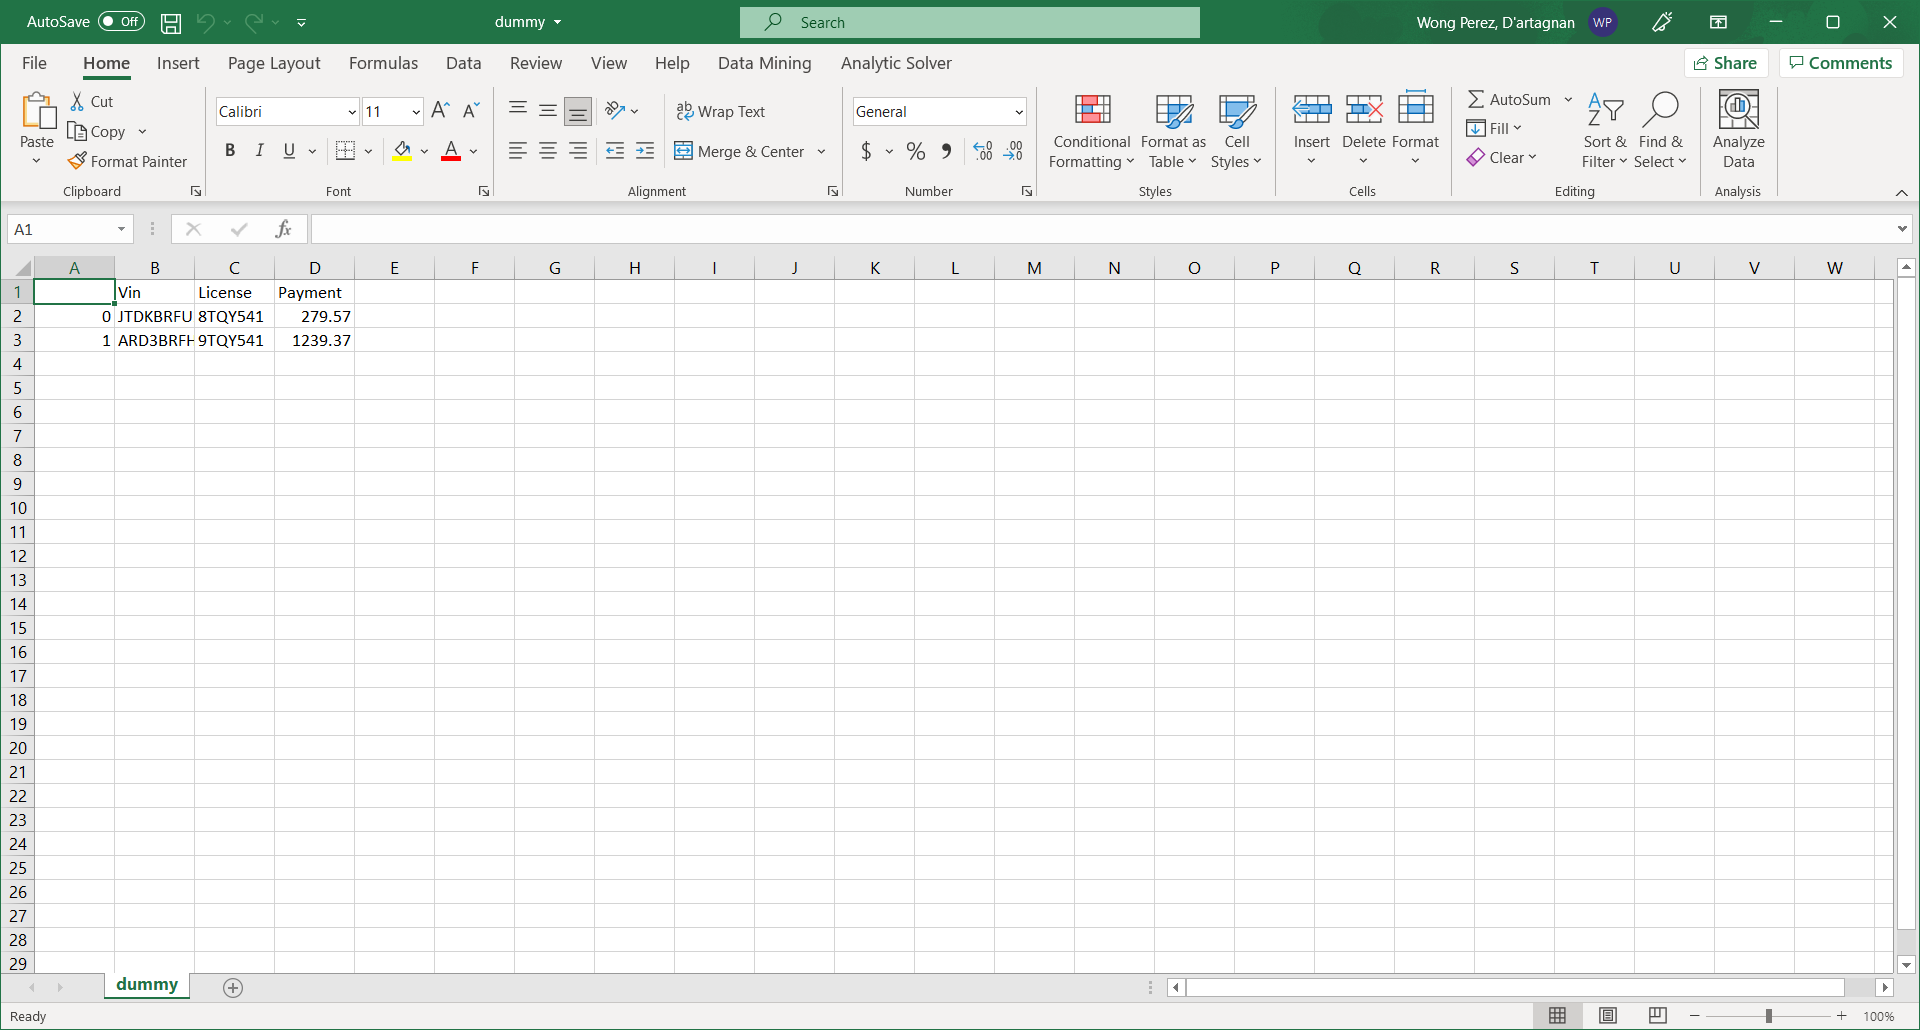 AutoSave Off dummy Search Wong Perez, D'artagnan WP
File Home Insert Page Layout Formulas Data Review View Help Data Mining Analytic Solver Share Comments
Paste Cut Copy Format Painter
Clipboard
Calibri 11
B I U A
Font
Wrap Text
Merge & Center
Alignment
General
$ % 9 .00
Number
Conditional Formatting
Format as Table
Cell Styles
Styles
Insert Delete Format
Cells
AutoSum
Fill
Clear
Sort & Filter
Find & Select
Editing
Analyze Data
Analysis
A1 fx
A B C D E F G H I J K L M N O P Q R S T U V W
1 Vin License Payment
2 0 JTDKBRFU 8TQY541 279.57
3 1 ARD3BRFH 9TQY541 1239.37
4
5
6
7
8
9
10
11
12
13
14
15
16
17
18
19
20
21
22
23
24
25
26
27
28
29
dummy
Ready 100%